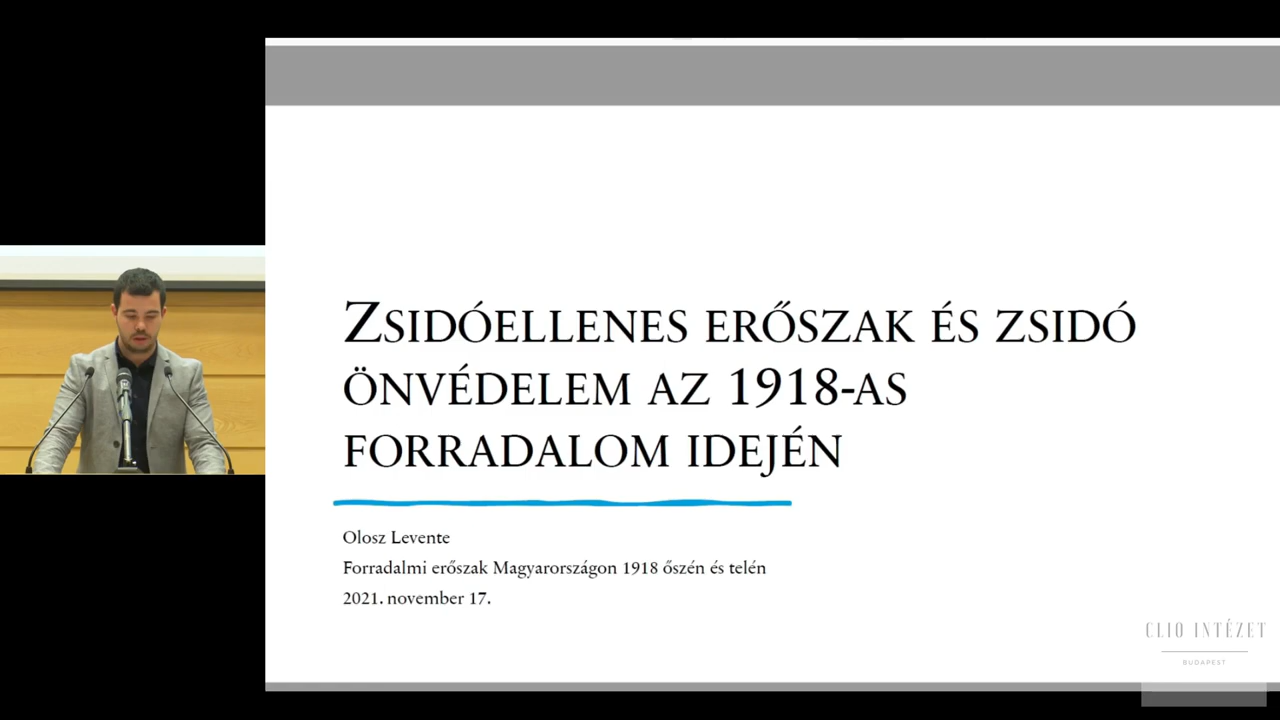 ZSIDÓELLENES ERŐSZAK ÉS ZSIDÓ
ÖNVÉDELEM AZ 1918-AS
FORRADALOM IDEJÉN
Olosz Levente
Forradalmi erőszak Magyarországon 1918 őszén és telén
2021. november 17.
CLIO INTÉZET
BUDAPEST